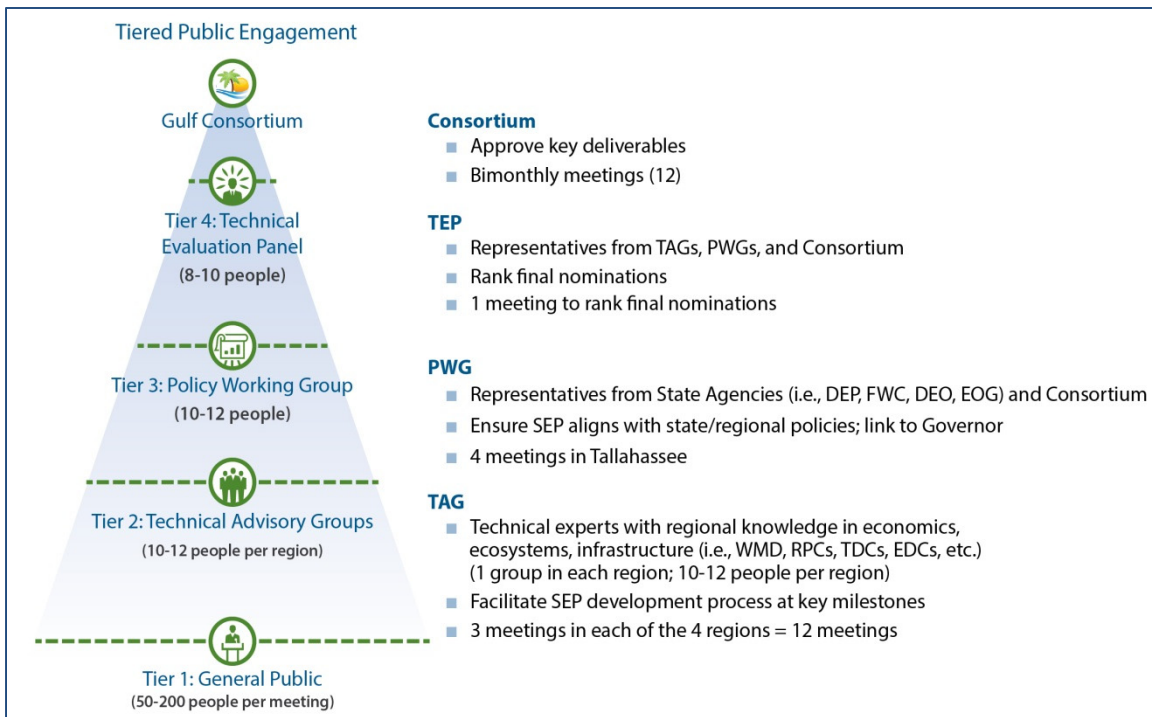 Tiered Public Engagement
Gulf Consortium
Tier 4: Technical
Evaluation Panel
(8-10 people)
Tier 3: Policy Working Group
(10-12 people)
Tier 2: Technical Advisory Groups
(10-12 people per region)
Tier 1: General Public
(50-200 people per meeting)
Consortium
Approve key deliverables
Bimonthly meetings (12)
TEP
Representatives from TAGs, PWGs, and Consortium
Rank final nominations
1 meeting to rank final nominations
PWG
Representatives from State Agencies (i.e., DEP, FWC, DEO, EOG) and Consortium
Ensure SEP aligns with state/regional policies; link to Governor
4 meetings in Tallahassee
TAG
Technical experts with regional knowledge in economics,
ecosystems, infrastructure (i.e., WMD, RPCs, TDCs, EDCs, etc.)
(1 group in each region; 10-12 people per region)
Facilitate SEP development process at key milestones
3 meetings in each of the 4 regions = 12 meetings